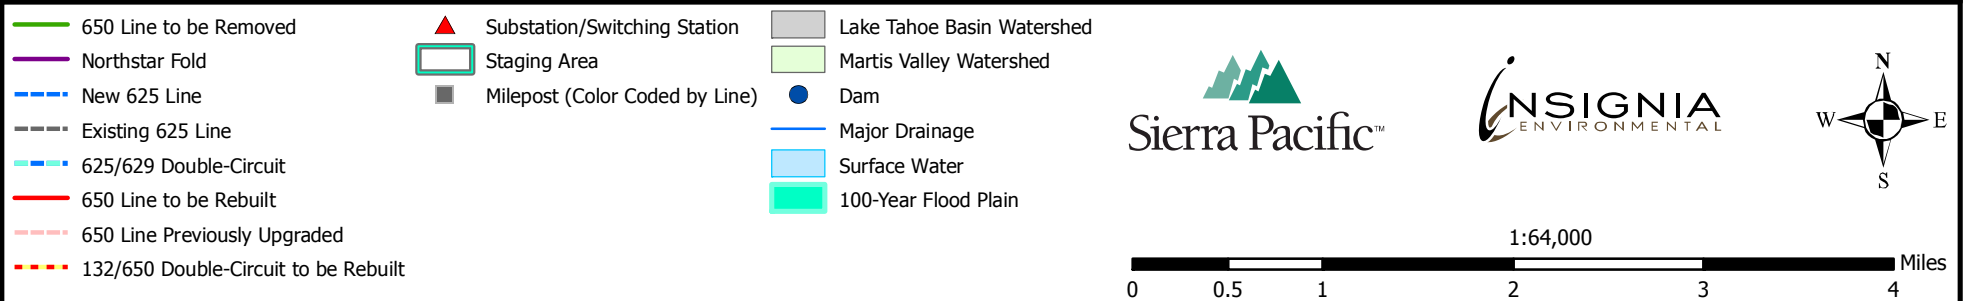 650 Line to be Removed
Northstar Fold
New 625 Line
Existing 625 Line
625/629 Double-Circuit
650 Line to be Rebuilt
650 Line Previously Upgraded
132/650 Double-Circuit to be Rebuilt
Substation/Switching Station
Staging Area
Milepost (Color Coded by Line)
Lake Tahoe Basin Watershed
Martis Valley Watershed
Dam
Major Drainage
Surface Water
100-Year Flood Plain
Sierra Pacific™
INSIGNIA
ENVIRONMENTAL
N
W E
S
1:64,000
Miles
0 0.5 1 2 3 4